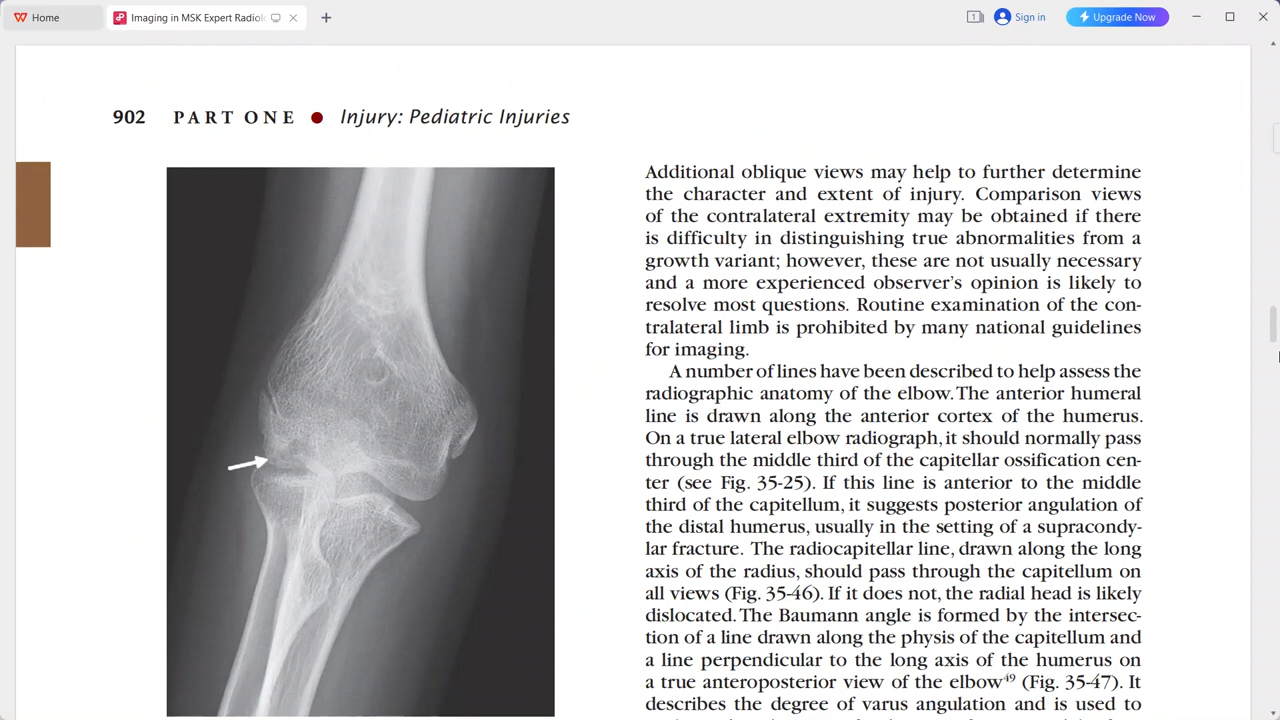 Home
Imaging in MSK Expert Radiol
1
Sign in
Upgrade Now
902 PART ONE ● Injury: Pediatric Injuries
Additional oblique views may help to further determine
the character and extent of injury. Comparison views
of the contralateral extremity may be obtained if there
is difficulty in distinguishing true abnormalities from a
growth variant; however, these are not usually necessary
and a more experienced observer's opinion is likely to
resolve most questions. Routine examination of the con-
tralateral limb is prohibited by many national guidelines
for imaging.
A number of lines have been described to help assess the
radiographic anatomy of the elbow. The anterior humeral
line is drawn along the anterior cortex of the humerus.
On a true lateral elbow radiograph, it should normally pass
through the middle third of the capitellar ossification cen-
ter (see Fig. 35-25). If this line is anterior to the middle
third of the capitellum, it suggests posterior angulation of
the distal humerus, usually in the setting of a supracondy-
lar fracture. The radiocapitellar line, drawn along the long
axis of the radius, should pass through the capitellum on
all views (Fig. 35-46). If it does not, the radial head is likely
dislocated. The Baumann angle is formed by the intersec-
tion of a line drawn along the physis of the capitellum and
a line perpendicular to the long axis of the humerus on
a true anteroposterior view of the elbow⁴⁹ (Fig. 35-47). It
describes the degree of varus angulation and is used to